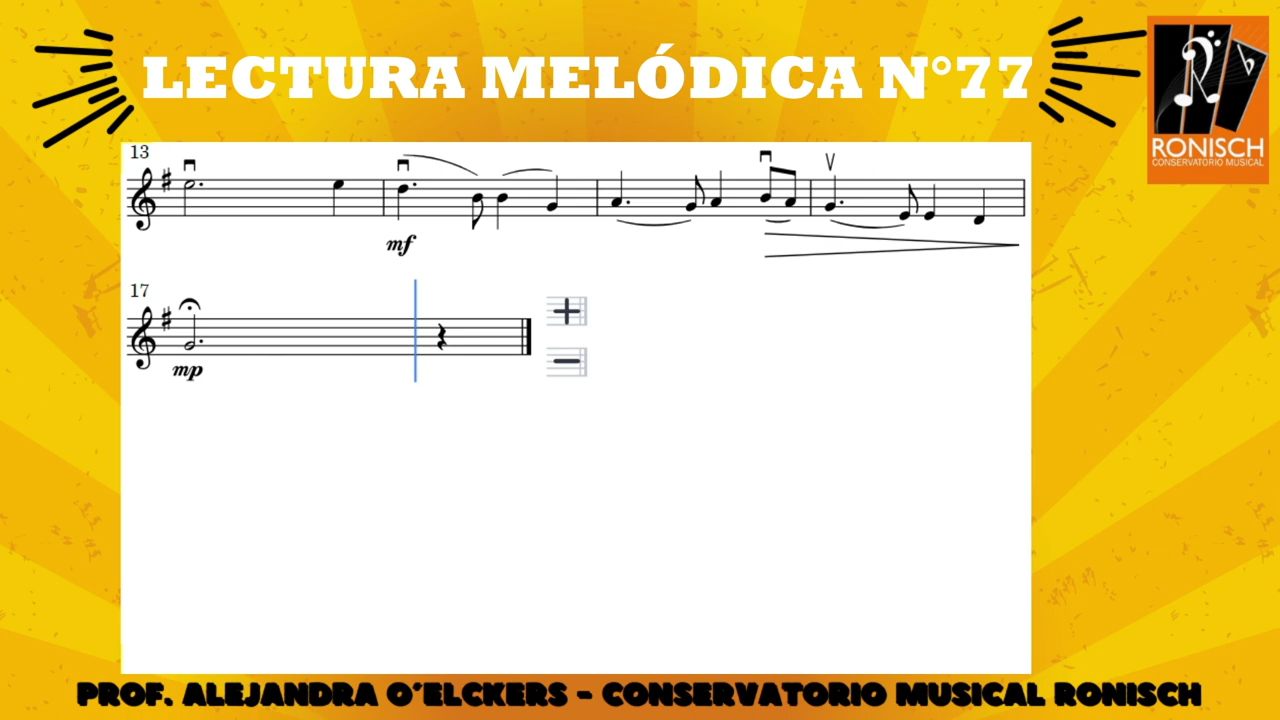 LECTURA MELÓDICA N°77
RONISCH
CONSERVATORIO MUSICAL
13
mf
17
mp
PROF. ALEJANDRA O'ELCKERS - CONSERVATORIO MUSICAL RONISCH